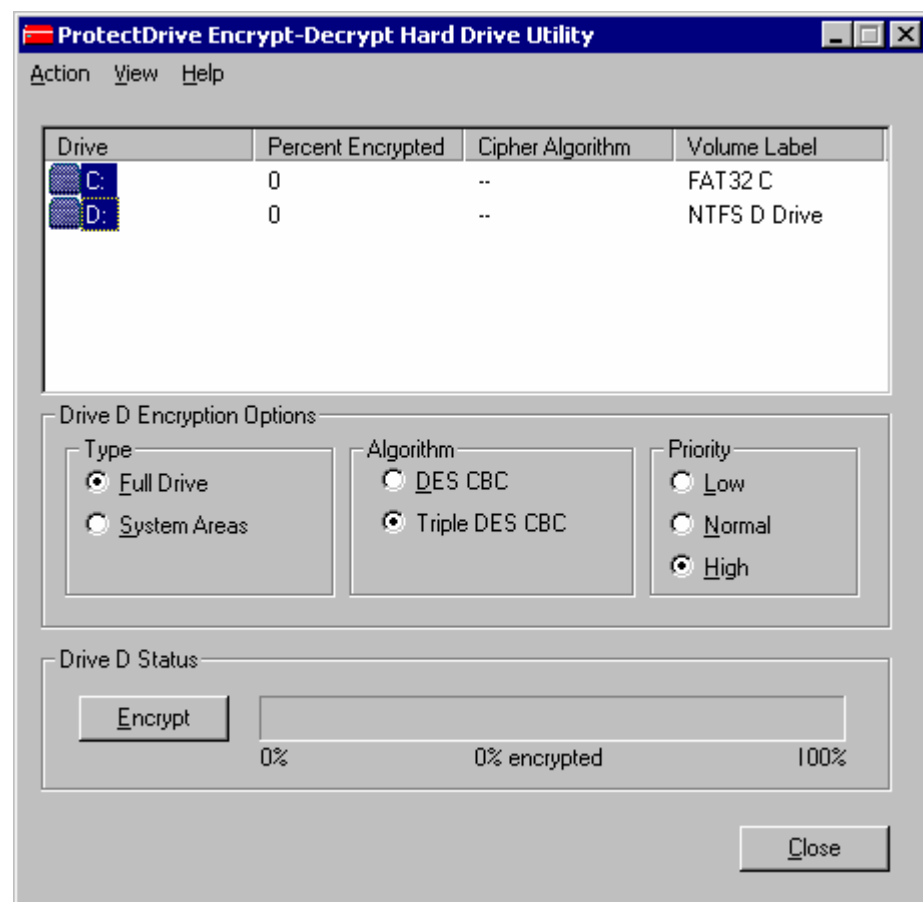 ProtectDrive Encrypt-Decrypt Hard Drive Utility
Action View Help
Drive Percent Encrypted Cipher Algorithm Volume Label
C: 0 -- FAT32 C
D: 0 -- NTFS D Drive
Drive D Encryption Options
Type Algorithm Priority
Full Drive DES CBC Low
System Areas Triple DES CBC Normal
High
Drive D Status
Encrypt
0% 0% encrypted 100%
Close